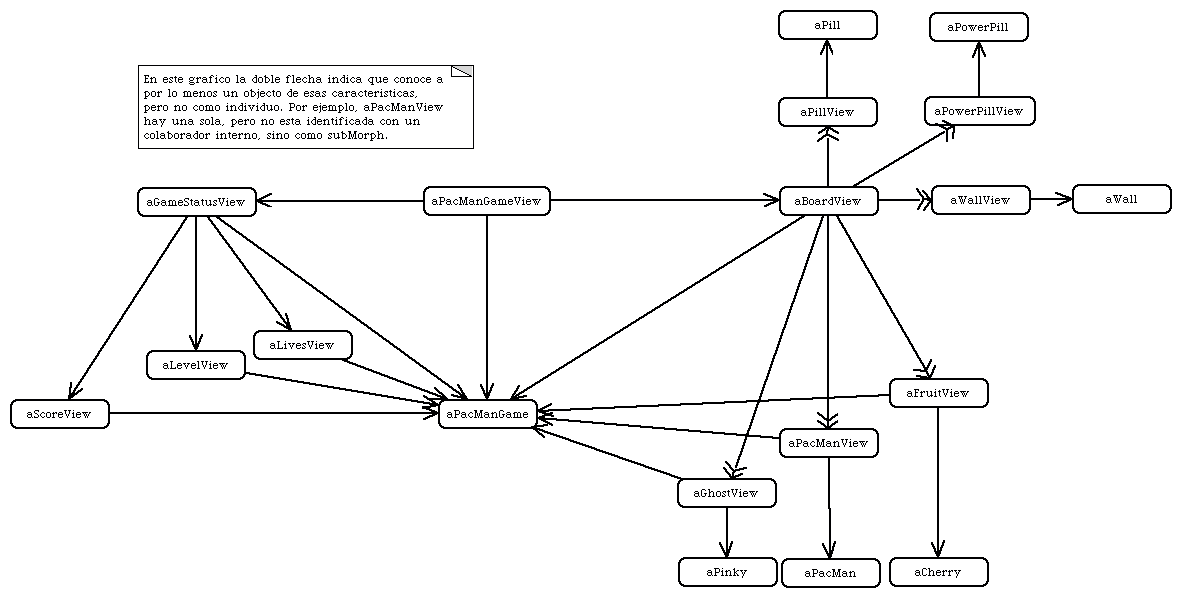 aPill
aPowerPill
En este grafico la doble flecha indica que conoce a
por lo menos un objecto de esas caracteristicas,
pero no como individuo. Por ejemplo, aPacManView
hay una sola, pero no esta identificada con un
colaborador interno, sino como subMorph.
aPillView
aPowerPillView
aGameStatusView
aPacManGameView
aBoardView
aWallView
aWall
aLivesView
aLevelView
aFruitView
aScoreView
aPacManGame
aPacManView
aGhostView
aPinky
aPacMan
aCherry